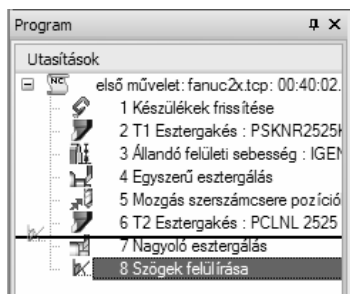 Program
Utasítások
NC első művelet: fanuc2x.tcp: 00:40:02.
1 Készülékek frissítése
2 T1 Esztergakés : PSKNR2525
3 Állandó felületi sebesség : IGEN
4 Egyszerű esztergálás
5 Mozgás szerszámcsere pozíció
6 T2 Esztergakés : PCLNL 2525
7 Nagyoló esztergálás
8 Szögek felülírása